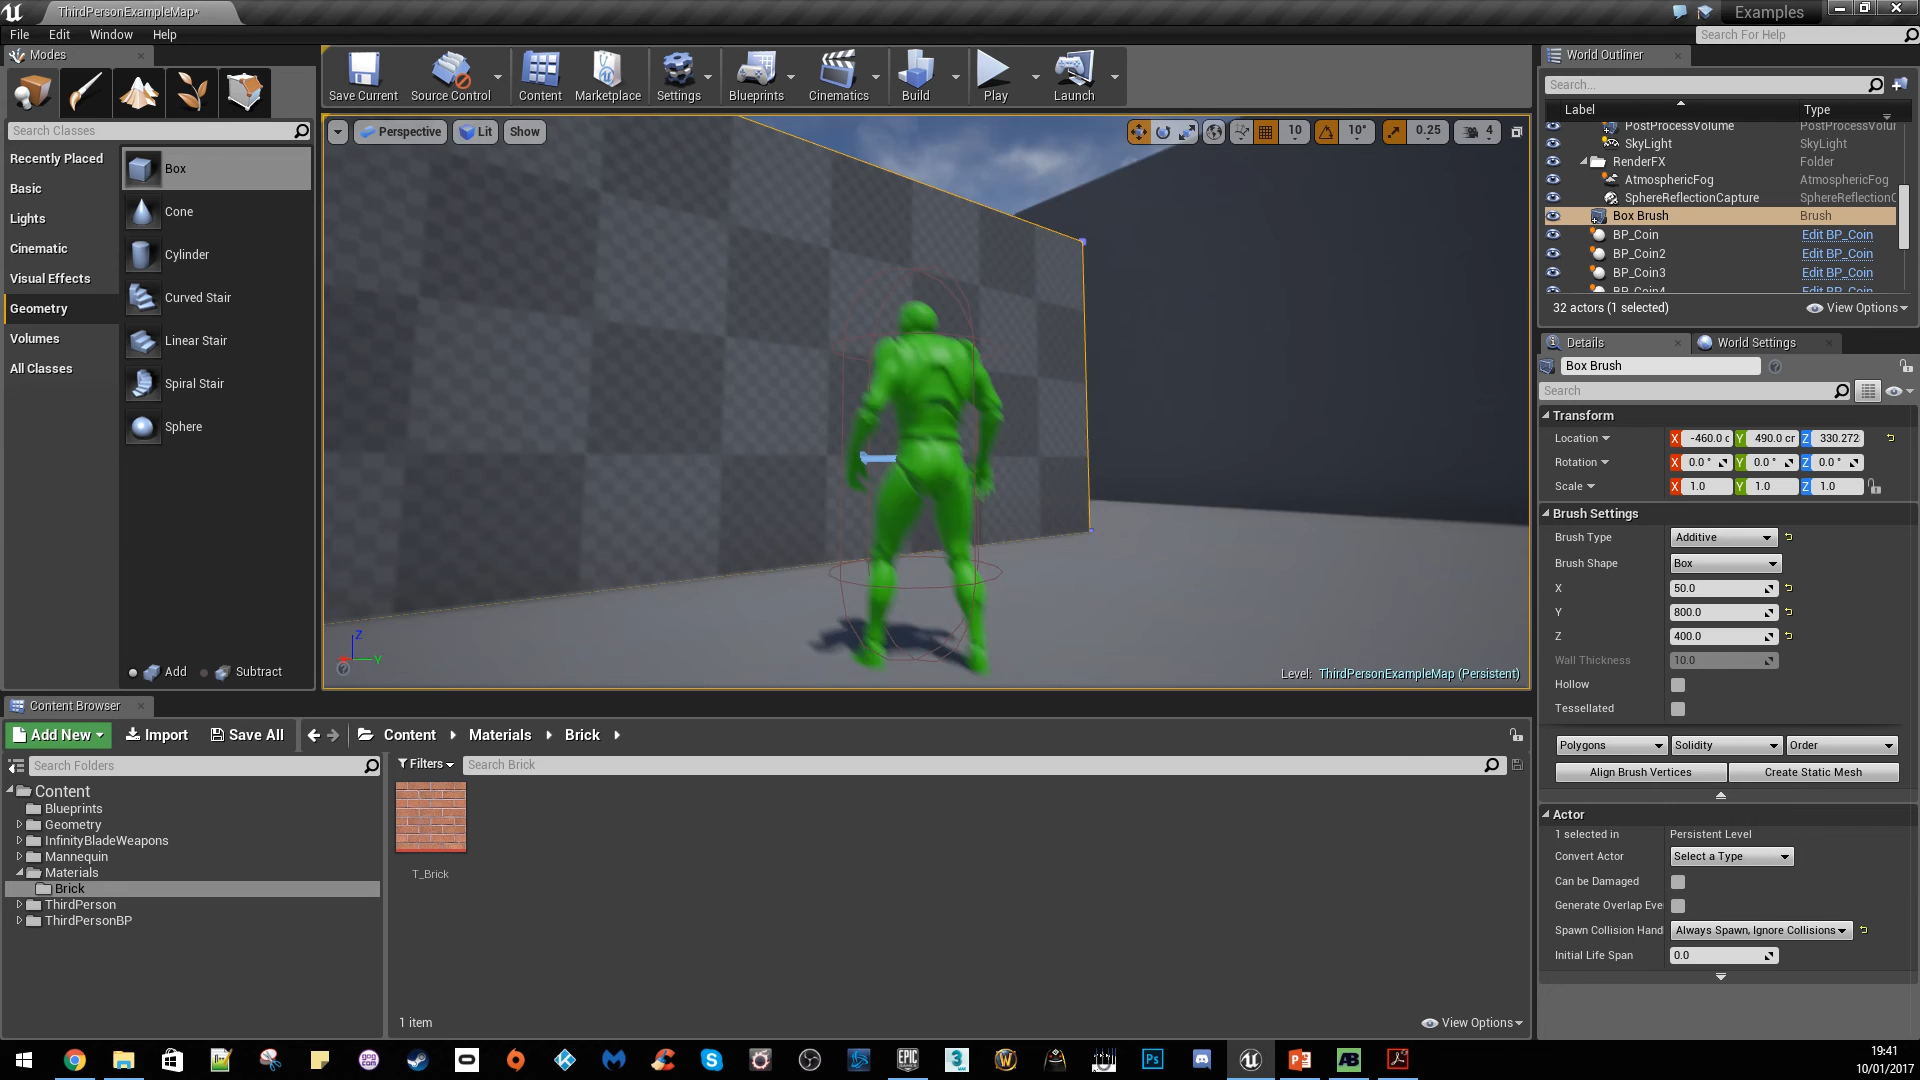 ThirdPersonExampleMap*
Examples
File Edit Window Help
Search For Help
Modes
Search Classes
Recently Placed
Basic
Lights
Cinematic
Visual Effects
Geometry
Volumes
All Classes
Box
Cone
Cylinder
Curved Stair
Linear Stair
Spiral Stair
Sphere
Add Subtract
Save Current Source Control Content Marketplace Settings Blueprints Cinematics Build Play Launch
Perspective Lit Show
10 10° 0.25 4
Z
Y
Level: ThirdPersonExampleMap (Persistent)
World Outliner
Search...
Label Type
PostProcessVolume PostProcessVolur
SkyLight SkyLight
RenderFX Folder
AtmosphericFog AtmosphericFog
SphereReflectionCapture SphereReflectionC
Box Brush Brush
BP_Coin Edit BP_Coin
BP_Coin2 Edit BP_Coin
BP_Coin3 Edit BP_Coin
BP_Coin4 Edit BP_Coin
32 actors (1 selected) View Options
Details World Settings
Box Brush
Search
Transform
Location X -460.0 c Y 490.0 cr Z 330.272
Rotation X 0.0 ° Y 0.0 ° Z 0.0 °
Scale X 1.0 Y 1.0 Z 1.0
Brush Settings
Brush Type Additive
Brush Shape Box
X 50.0
Y 800.0
Z 400.0
Wall Thickness 10.0
Hollow
Tessellated
Polygons Solidity Order
Align Brush Vertices Create Static Mesh
Actor
1 selected in Persistent Level
Convert Actor Select a Type
Can be Damaged
Generate Overlap Eve
Spawn Collision Hand Always Spawn, Ignore Collisions
Initial Life Span 0.0
Content Browser
Add New Import Save All Content Materials Brick
Search Folders
Filters Search Brick
Content
Blueprints
Geometry
InfinityBladeWeapons
Mannequin
Materials
Brick
ThirdPerson
ThirdPersonBP
T_Brick
1 item View Options
19:41
10/01/2017